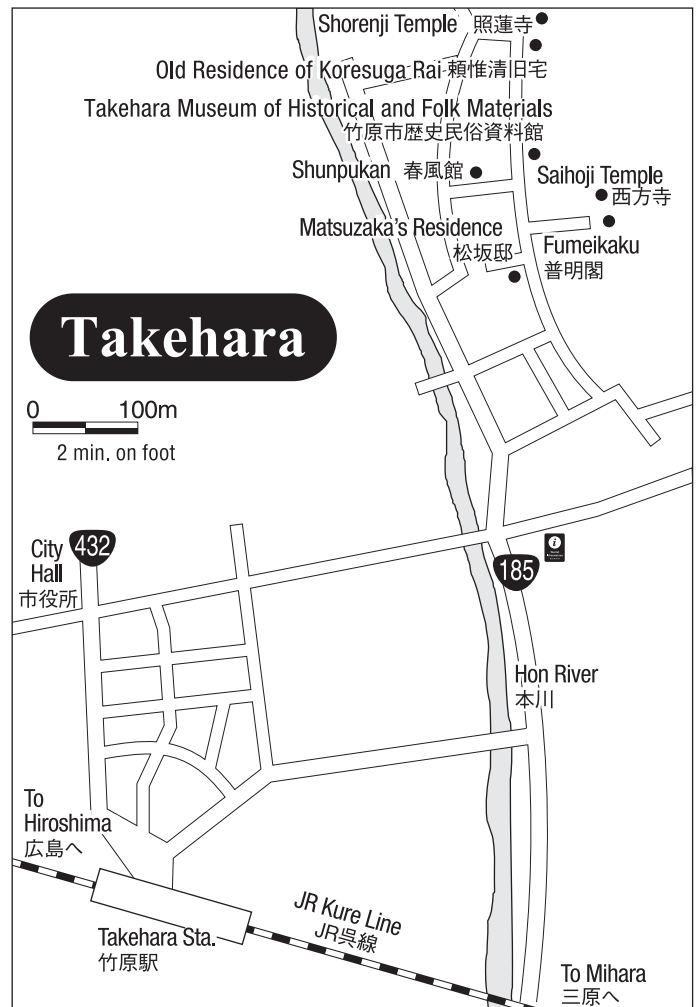 Shorenji Temple 照蓮寺
Old Residence of Koresuga Rai 頼惟清旧宅
Takehara Museum of Historical and Folk Materials
竹原市歴史民俗資料館
Shunpukan 春風館
Saihoji Temple
西方寺
Matsuzaka's Residence
松坂邸
Fumeikaku
普明閣
Takehara
0 100m
2 min. on foot
City
Hall
市役所
432
185
Hon River
本川
To
Hiroshima
広島へ
JR Kure Line
JR呉線
Takehara Sta.
竹原駅
To Mihara
三原へ